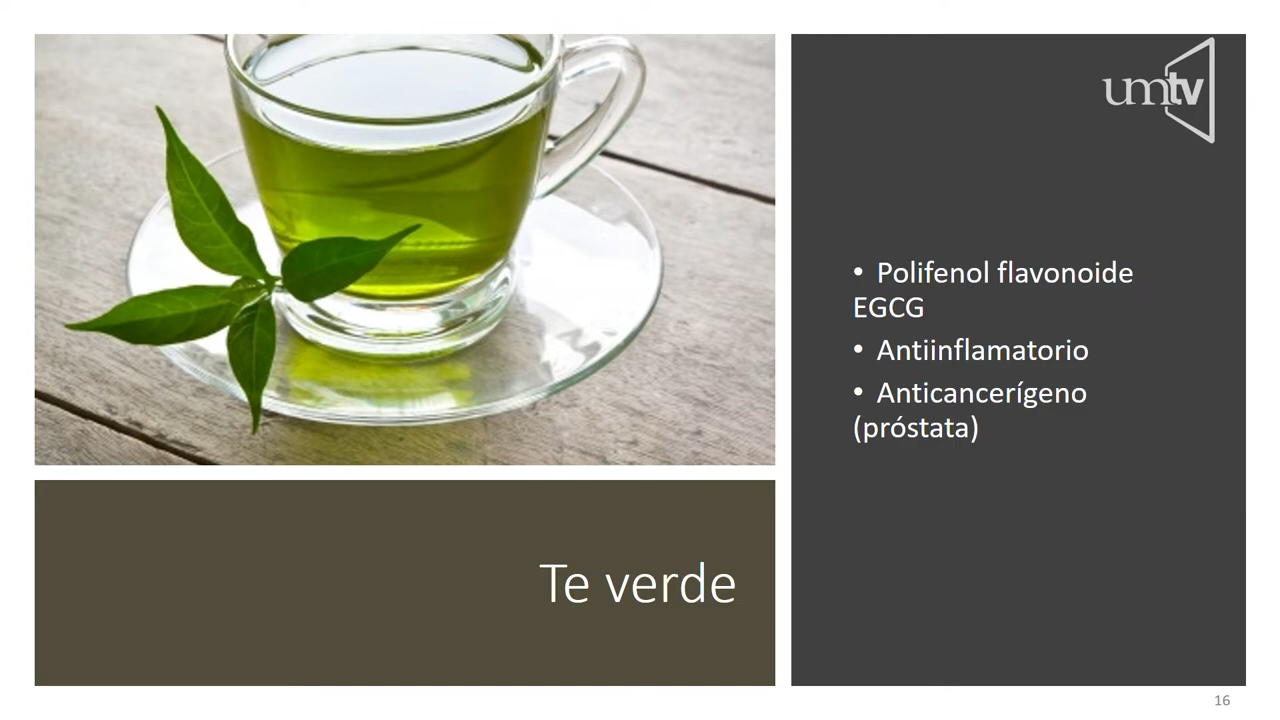 umtv
• Polifenol flavonoide
EGCG
• Antiinflamatorio
• Anticancerígeno
(próstata)
Te verde
16